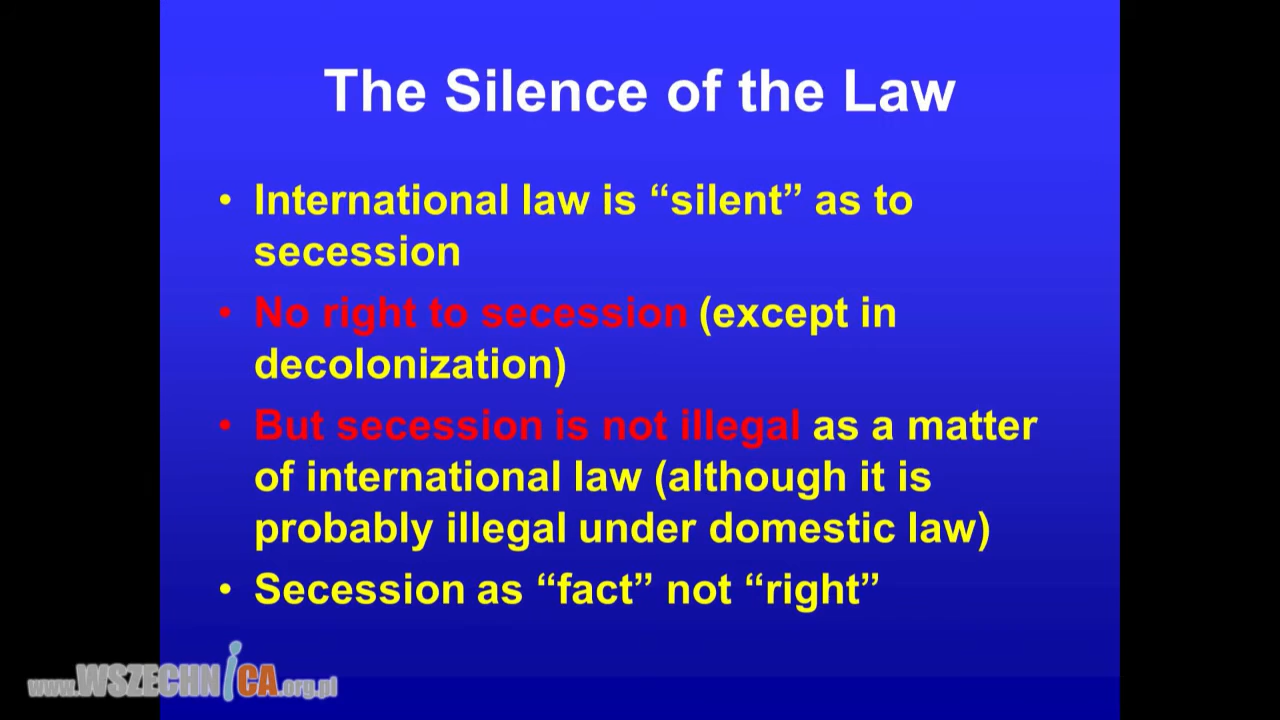 The Silence of the Law
• International law is “silent” as to
secession
• No right to secession (except in
decolonization)
• But secession is not illegal as a matter
of international law (although it is
probably illegal under domestic law)
• Secession as “fact” not “right”
www.WSZECHNiCA.org.pl